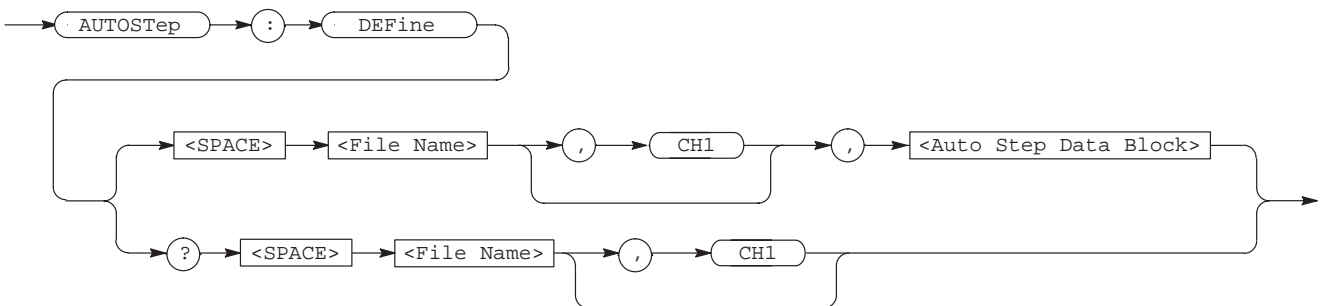 AUTOSTep : DEFine
<SPACE> <File Name> , CH1 , <Auto Step Data Block>
? <SPACE> <File Name> , CH1